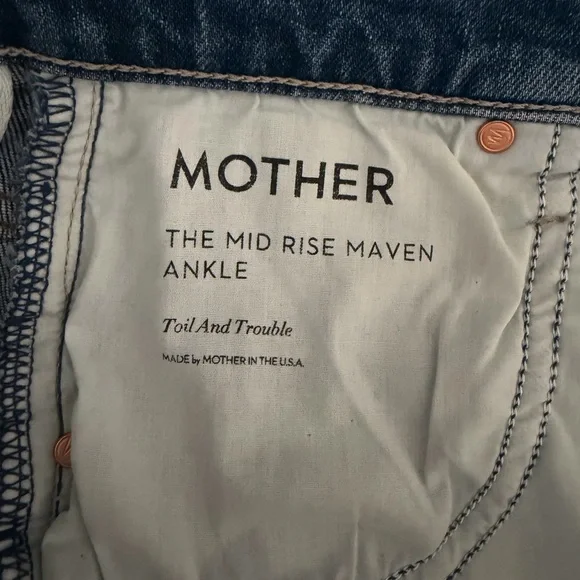 MOTHER
THE MID RISE MAVEN
ANKLE
Toil And Trouble
MADE by MOTHER IN THE U.S.A.